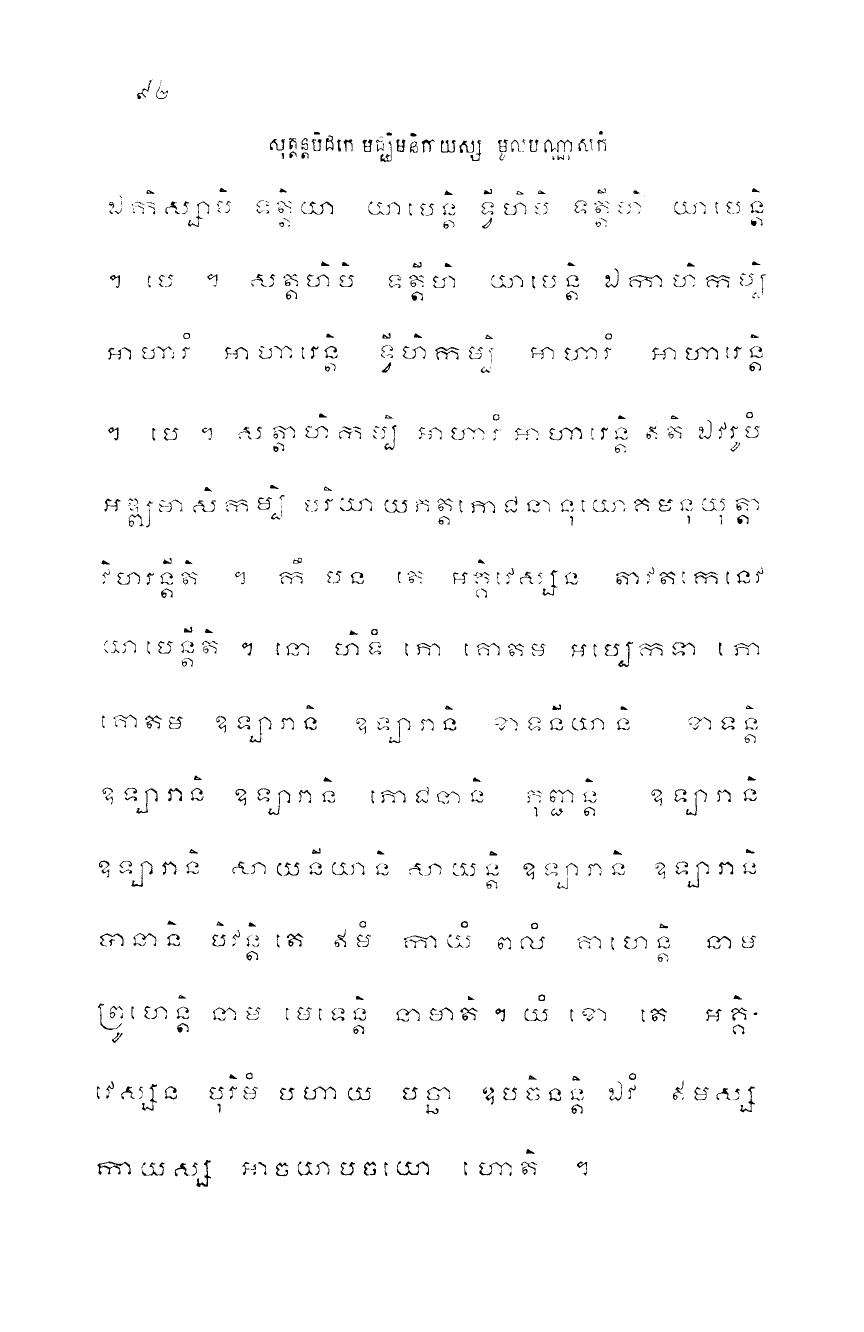 ៩៤
សុត្តន្តបិដកេ មជ្ឈិមនិកាយស្ស មូលបណ្ណាសកំ
ឯកិស្សាបិ ទត្តិយា យាបេន្តិ ទ្វីហិបិ ទត្តីហិ យាបេន្តិ
។ បេ ។ សត្តហិបិ ទត្តីហិ យាបេន្តិ ឯកាហិកម្បិ
អាហារំ អាហារេន្តិ ទ្វីហិកម្បិ អាហារំ អាហារេន្តិ
។ បេ ។ សត្តាហិកម្បិ អាហារំ អាហារេន្តិ ឥតិ ឯវរូបំ
អឌ្ឍមាសិកម្បិ បរិយាយភត្តភោជនានុយោគមនុយុត្តា
វិហរន្តីតិ ។ កឹ បន តេ អគ្គិវេស្សន តាវតកេនេវ
យាបេន្តីតិ ។ នោ ហិទំ ភោ គោតម អប្បេកទា ភោ
គោតម ឧឡារានិ ឧឡារានិ ខាទនីយានិ ខាទន្តិ
ឧឡារានិ ឧឡារានិ ភោជនានិ ភុញ្ជន្តិ ឧឡារានិ
ឧឡារានិ សាយនីយានិ សាយន្តិ ឧឡារានិ ឧឡារានិ
បានានិ បិវន្តិ តេ ឥមំ កាយំ ពលំ គាហេន្តិ នាម
ព្រូហេន្តិ នាម មេទេន្តិ នាមាតិ ។ យំ ខោ តេ អគ្គិ-
វេស្សន បុរិមំ បហាយ បច្ឆា ឧបចិនន្តិ ឯវំ ឥមស្ស
កាយស្ស អាចយាបចយោ ហោតិ ។